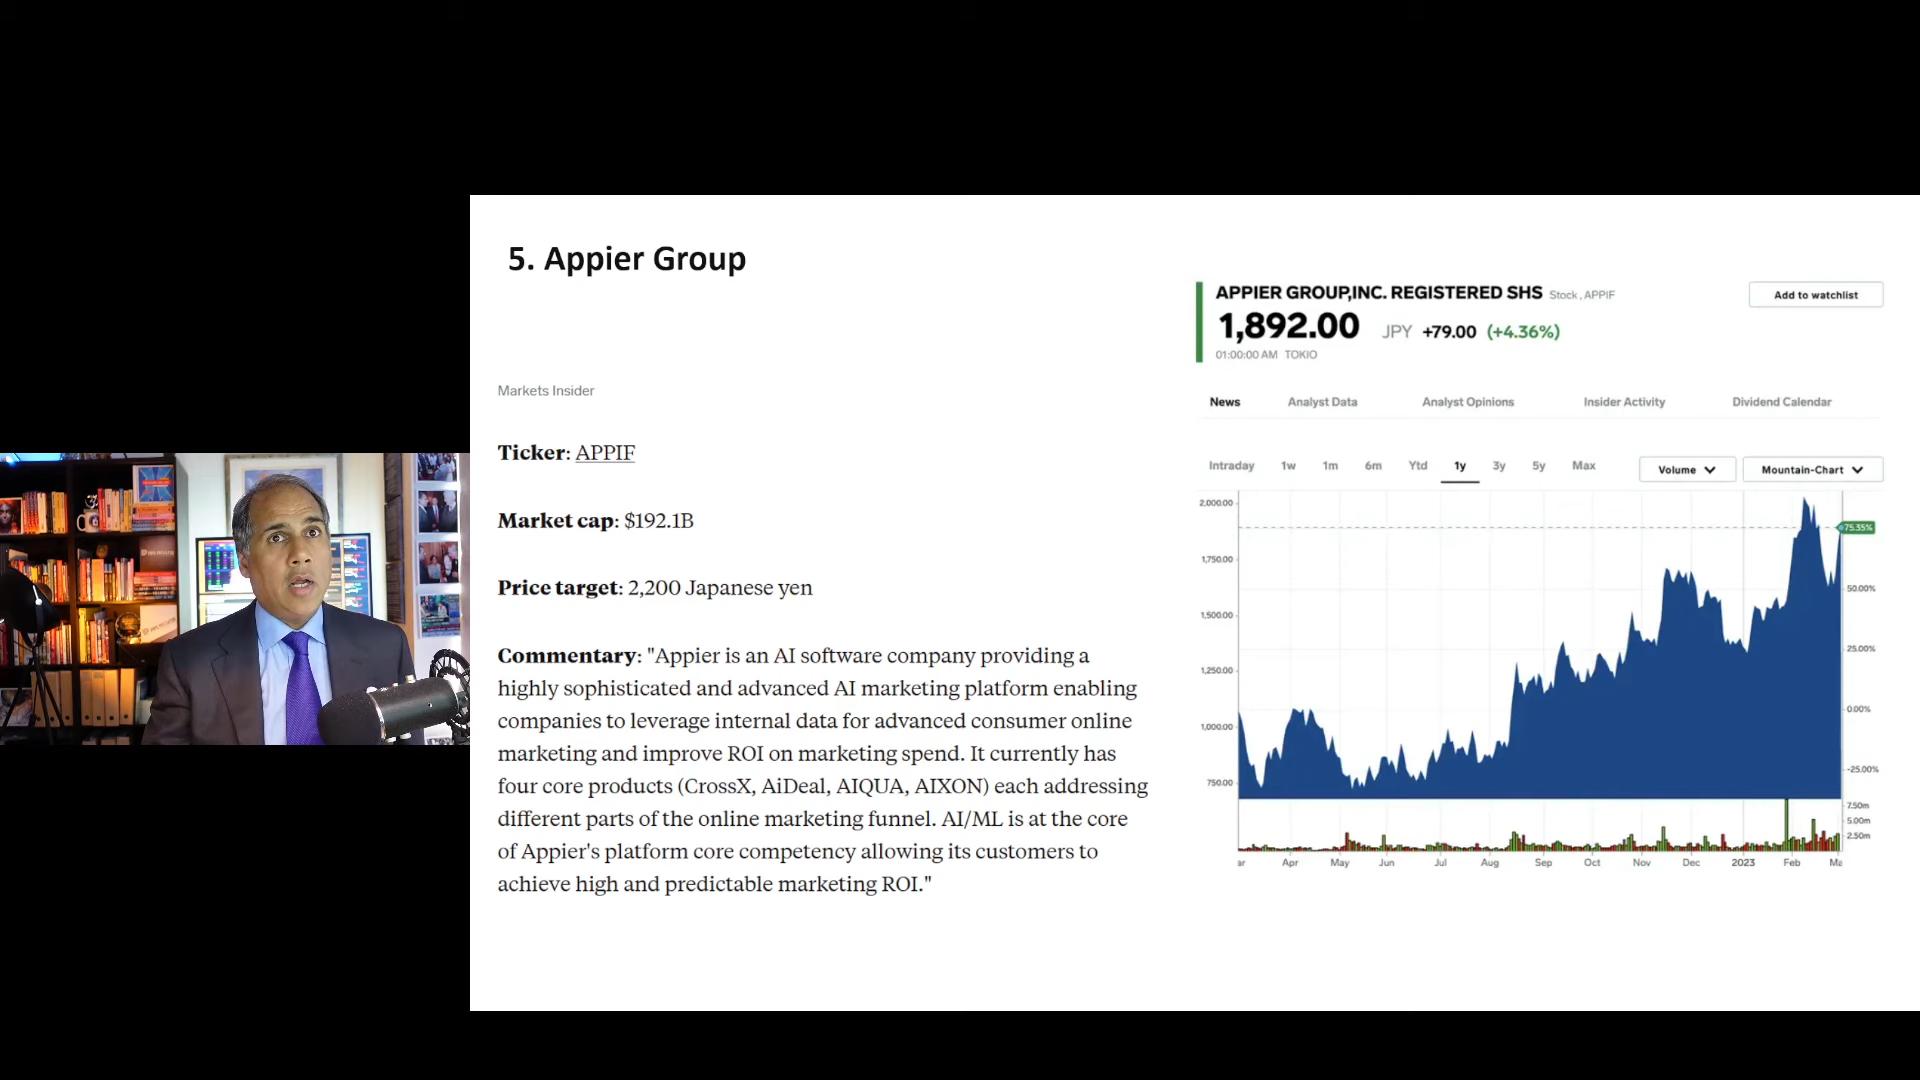 5. Appier Group
Markets Insider
Ticker: APPIF
Market cap: $192.1B
Price target: 2,200 Japanese yen
Commentary: "Appier is an AI software company providing a
highly sophisticated and advanced AI marketing platform enabling
companies to leverage internal data for advanced consumer online
marketing and improve ROI on marketing spend. It currently has
four core products (CrossX, AiDeal, AIQUA, AIXON) each addressing
different parts of the online marketing funnel. AI/ML is at the core
of Appier's platform core competency allowing its customers to
achieve high and predictable marketing ROI."
APPIER GROUP,INC. REGISTERED SHS Stock , APPIF
Add to watchlist
1,892.00 JPY +79.00 (+4.36%)
01:00:00 AM TOKIO
News Analyst Data Analyst Opinions Insider Activity Dividend Calendar
Intraday 1w 1m 6m Ytd 1y 3y 5y Max Volume Mountain-Chart
2,000.00
75.35%
1,750.00
50.00%
1,500.00
25.00%
1,250.00
0.00%
1,000.00
-25.00%
750.00
7.50m
5.00m
2.50m
ar Apr May Jun Jul Aug Sep Oct Nov Dec 2023 Feb Ma